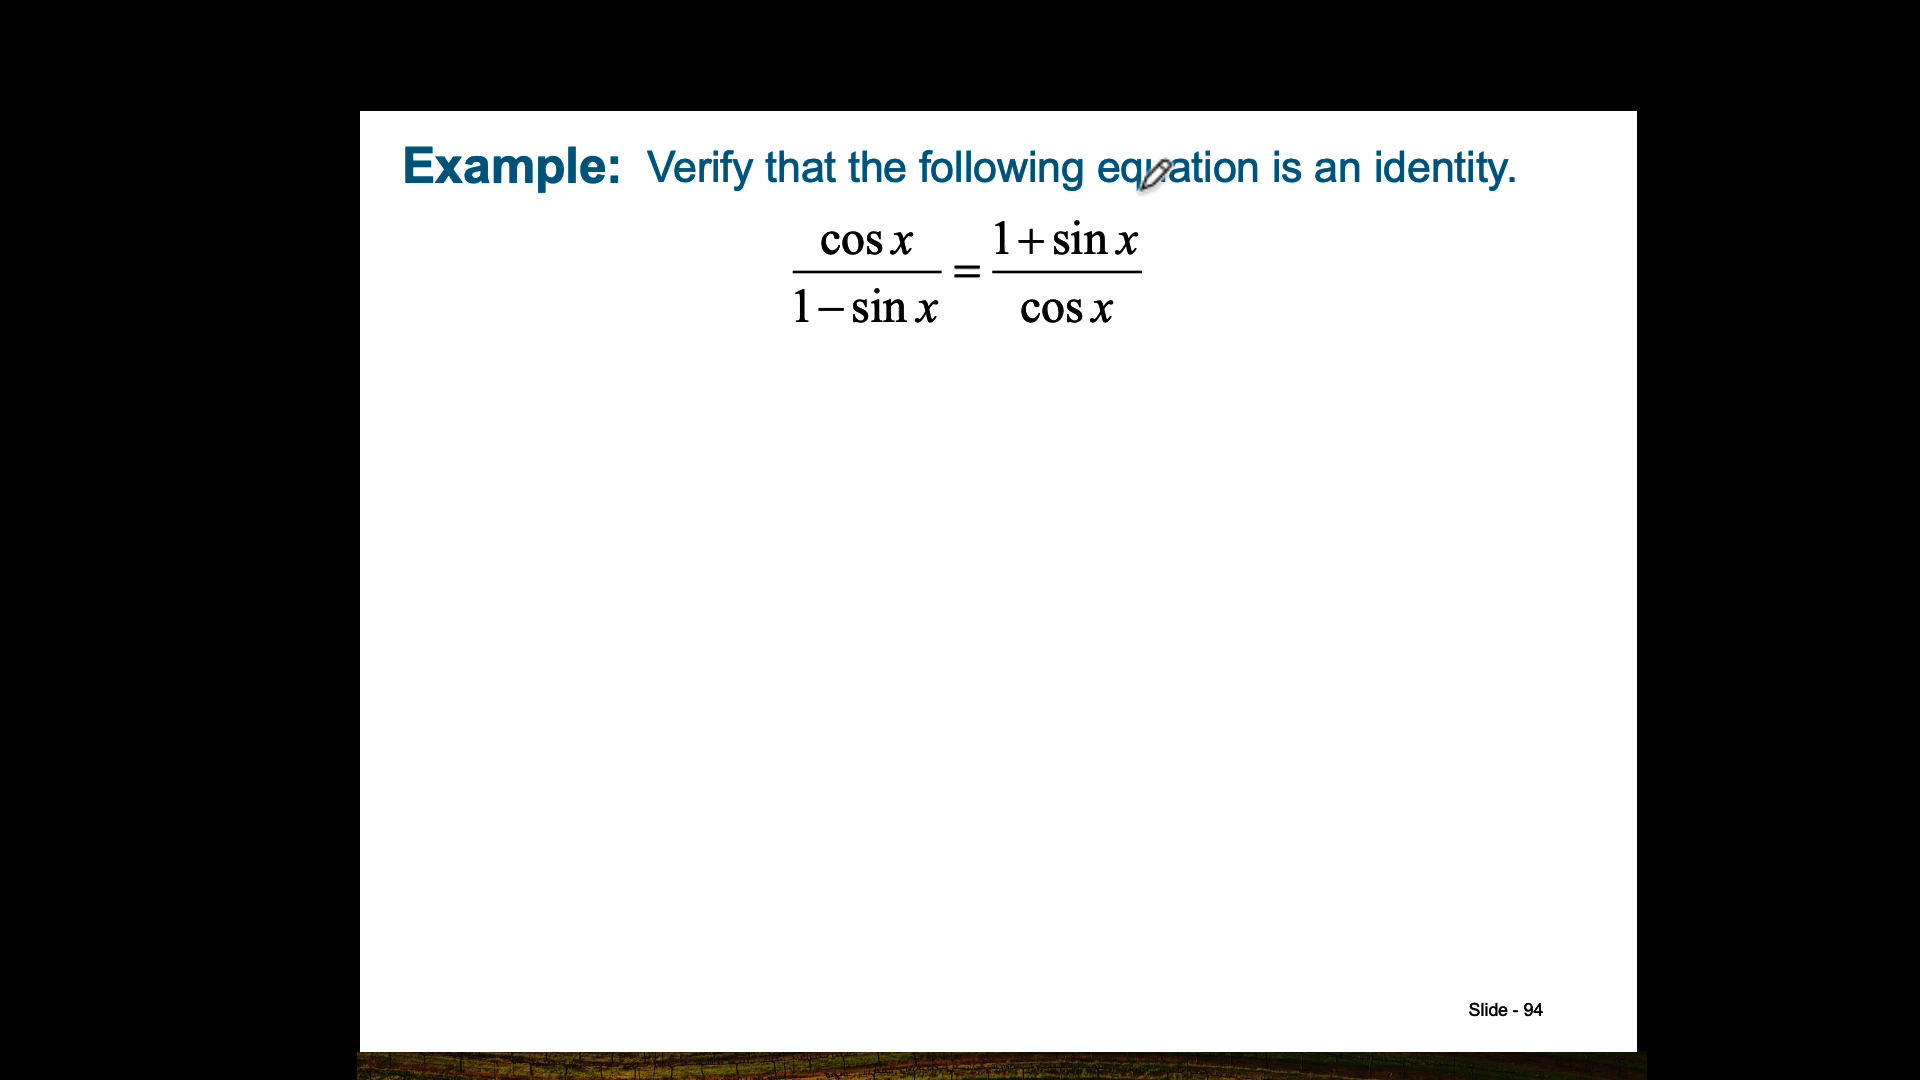 Example: Verify that the following equation is an identity.
cos x / 1 − sin x = 1 + sin x / cos x
Slide - 94